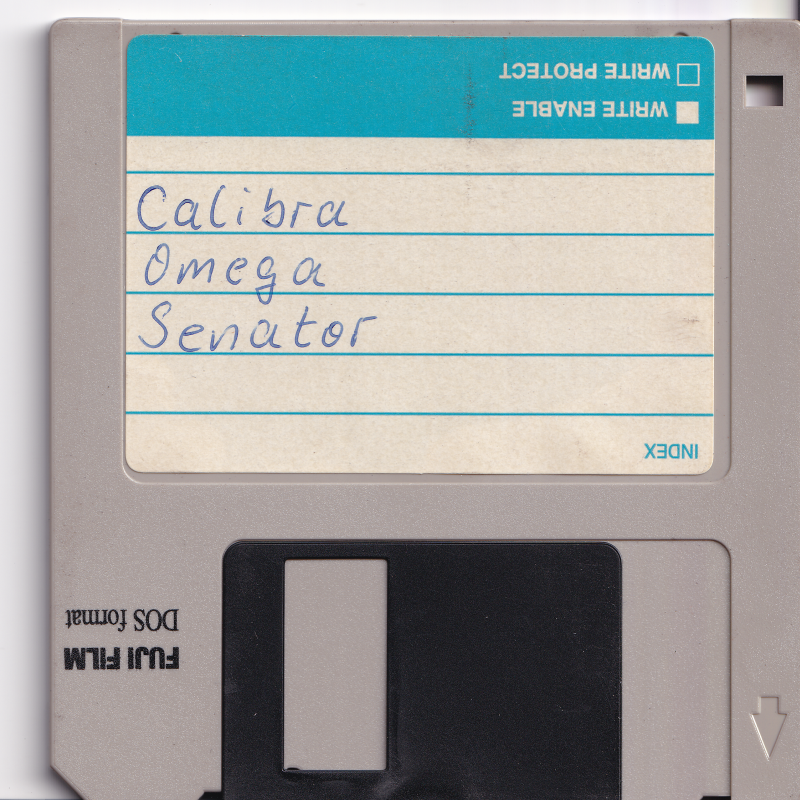 WRITE PROTECT
WRITE ENABLE
Calibra
Omega
Senator
INDEX
DOS format
FUJI FILM